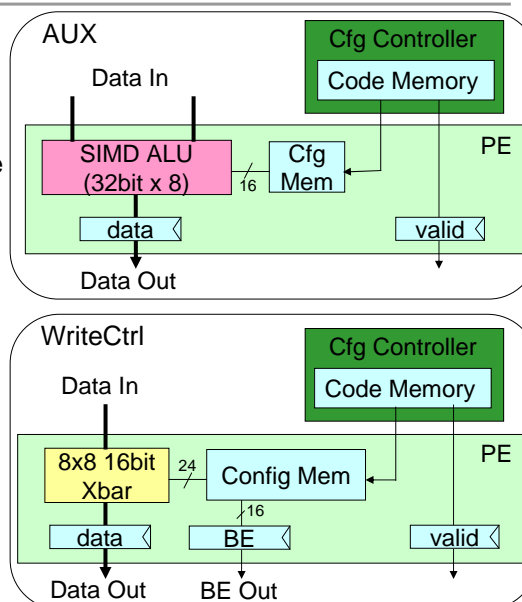 AUX
Cfg Controller
Code Memory
Data In
PE
e
SIMD ALU
(32bit x 8)
16
Cfg
Mem
data
valid
Data Out
WriteCtrl
Cfg Controller
Code Memory
Data In
PE
8x8 16bit
Xbar
24
Config Mem
16
data
BE
valid
Data Out
BE Out